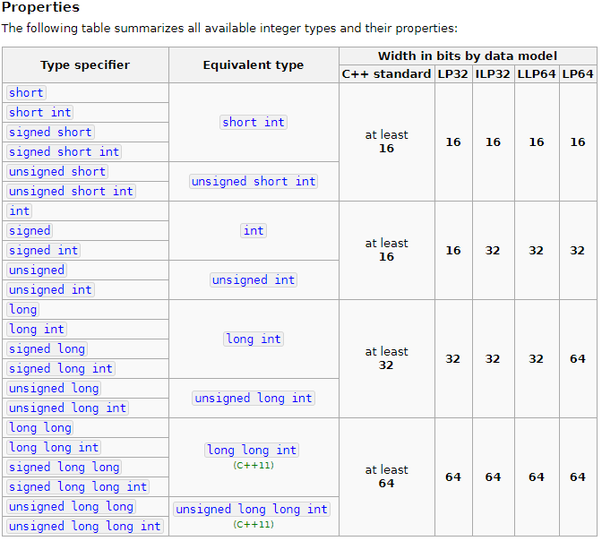 Properties
The following table summarizes all available integer types and their properties:
Type specifier Equivalent type Width in bits by data model
C++ standard LP32 ILP32 LLP64 LP64
short
short int
signed short
signed short int
short int
unsigned short
unsigned short int
unsigned short int
at least
16
16 16 16 16
int
signed
signed int
int
unsigned
unsigned int
unsigned int
at least
16
16 32 32 32
long
long int
signed long
signed long int
long int
unsigned long
unsigned long int
unsigned long int
at least
32
32 32 32 64
long long
long long int
signed long long
signed long long int
long long int
(C++11)
unsigned long long
unsigned long long int
unsigned long long int
(C++11)
at least
64
64 64 64 64